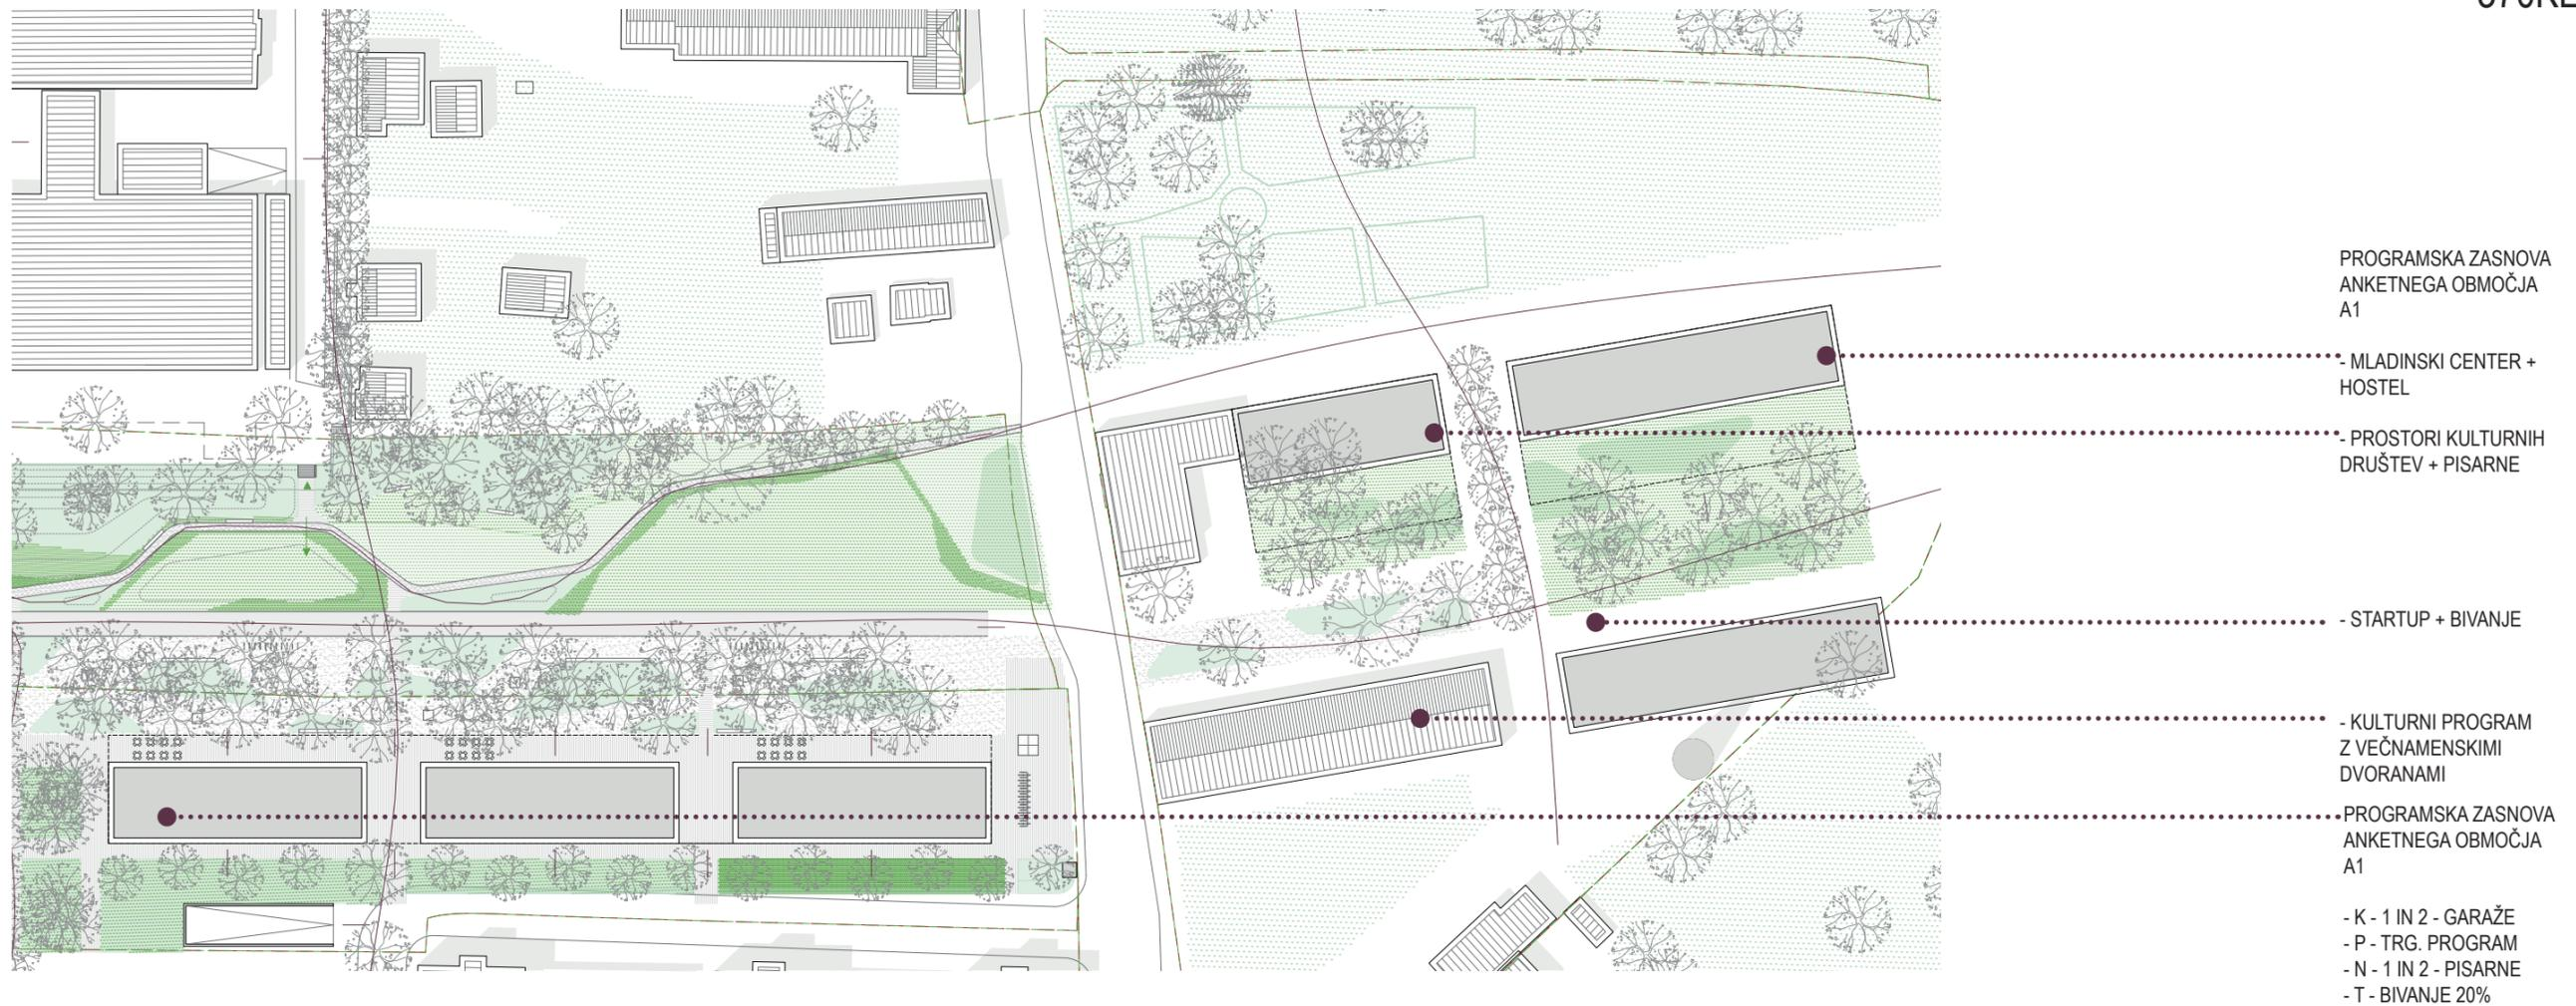 PROGRAMSKA ZASNOVA
ANKETNEGA OBMOČJA
A1
- MLADINSKI CENTER +
HOSTEL
- PROSTORI KULTURNIH
DRUŠTEV + PISARNE
- STARTUP + BIVANJE
- KULTURNI PROGRAM
Z VEČNAMENSKIMI
DVORANAMI
PROGRAMSKA ZASNOVA
ANKETNEGA OBMOČJA
A1
- K - 1 IN 2 - GARAŽE
- P - TRG. PROGRAM
- N - 1 IN 2 - PISARNE
- T - BIVANJE 20%